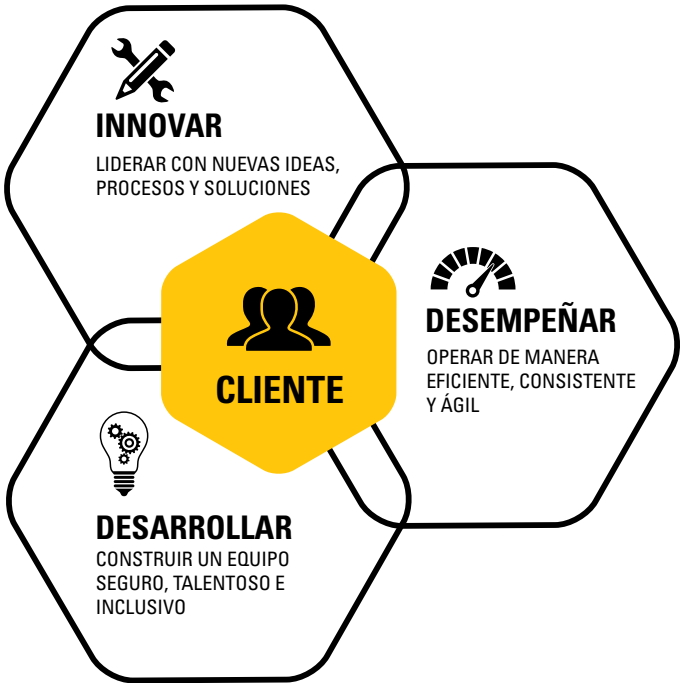 INNOVAR
LIDERAR CON NUEVAS IDEAS,
PROCESOS Y SOLUCIONES
DESEMPEÑAR
OPERAR DE MANERA
EFICIENTE, CONSISTENTE
Y ÁGIL
CLIENTE
DESARROLLAR
CONSTRUIR UN EQUIPO
SEGURO, TALENTOSO E
INCLUSIVO